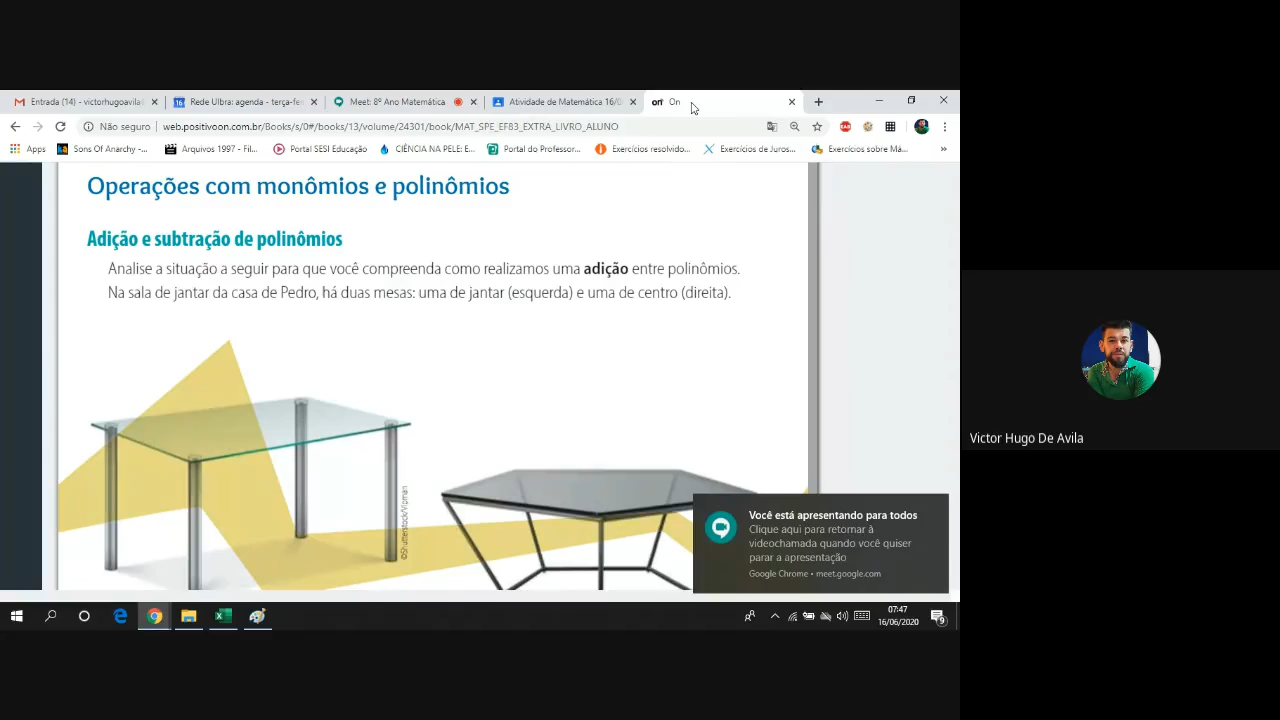 Entrada (14) - victorhugoavila
Rede Ulbra: agenda - terça-fei
Meet: 8º Ano Matemática
Atividade de Matemática 16/0
on
On
Não seguro
web.positivoon.com.br/Books/s/0#/books/13/volume/24301/book/MAT_SPE_EF83_EXTRA_LIVRO_ALUNO
Apps
Sons Of Anarchy -...
Arquivos 1997 - Fil...
Portal SESI Educação
CIÊNCIA NA PELE: E...
Portal do Professor...
Exercícios resolvido...
Exercícios de Juros...
Exercícios sobre Má...
»
Operações com monômios e polinômios
Adição e subtração de polinômios
Analise a situação a seguir para que você compreenda como realizamos uma adição entre polinômios.
Na sala de jantar da casa de Pedro, há duas mesas: uma de jantar (esquerda) e uma de centro (direita).
©Shutterstock/Vipman
Você está apresentando para todos
Clique aqui para retornar à
videochamada quando você quiser
parar a apresentação
Google Chrome • meet.google.com
Victor Hugo De Avila
07:47
16/06/2020
9